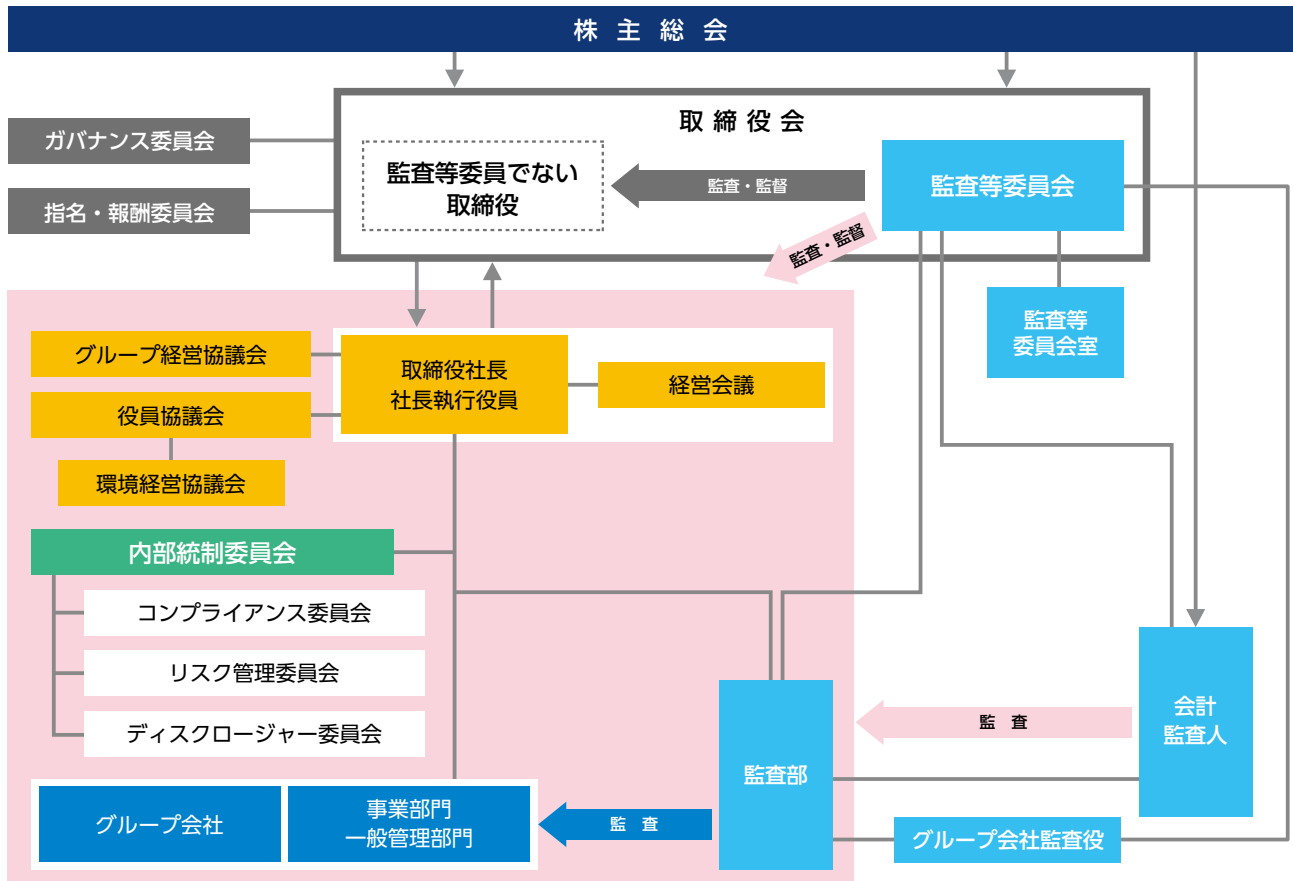 株主総会
取締役会
ガバナンス委員会
指名・報酬委員会
監査等委員でない
取締役
監査・監督
監査等委員会
監査・監督
監査等
委員会室
グループ経営協議会
役員協議会
環境経営協議会
取締役社長
社長執行役員
経営会議
内部統制委員会
コンプライアンス委員会
リスク管理委員会
ディスクロージャー委員会
グループ会社
事業部門
一般管理部門
監査
監査部
監査
会計
監査人
グループ会社監査役